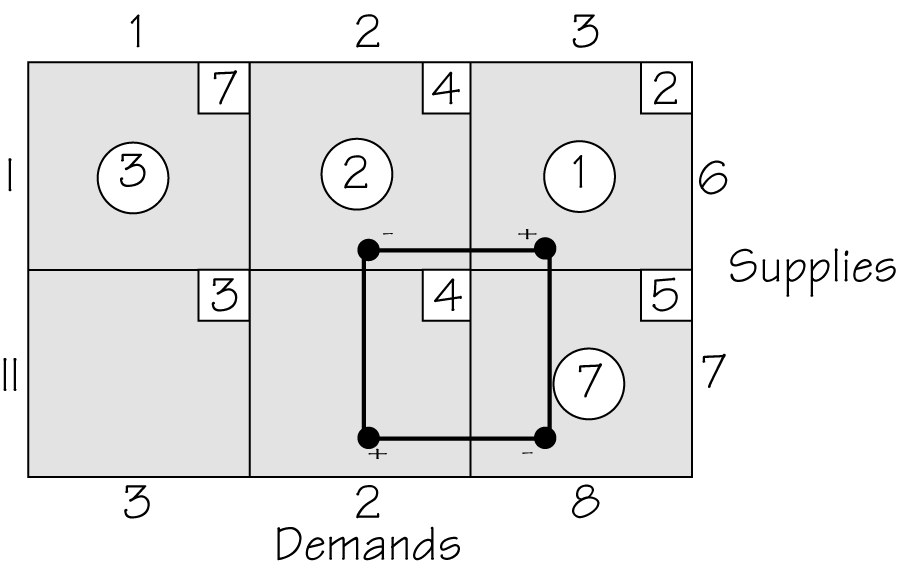 1 2 3
7 4 2
I 3 2 1 6
- +
Supplies
3 4 5
II 7 7
+ -
3 2 8
Demands